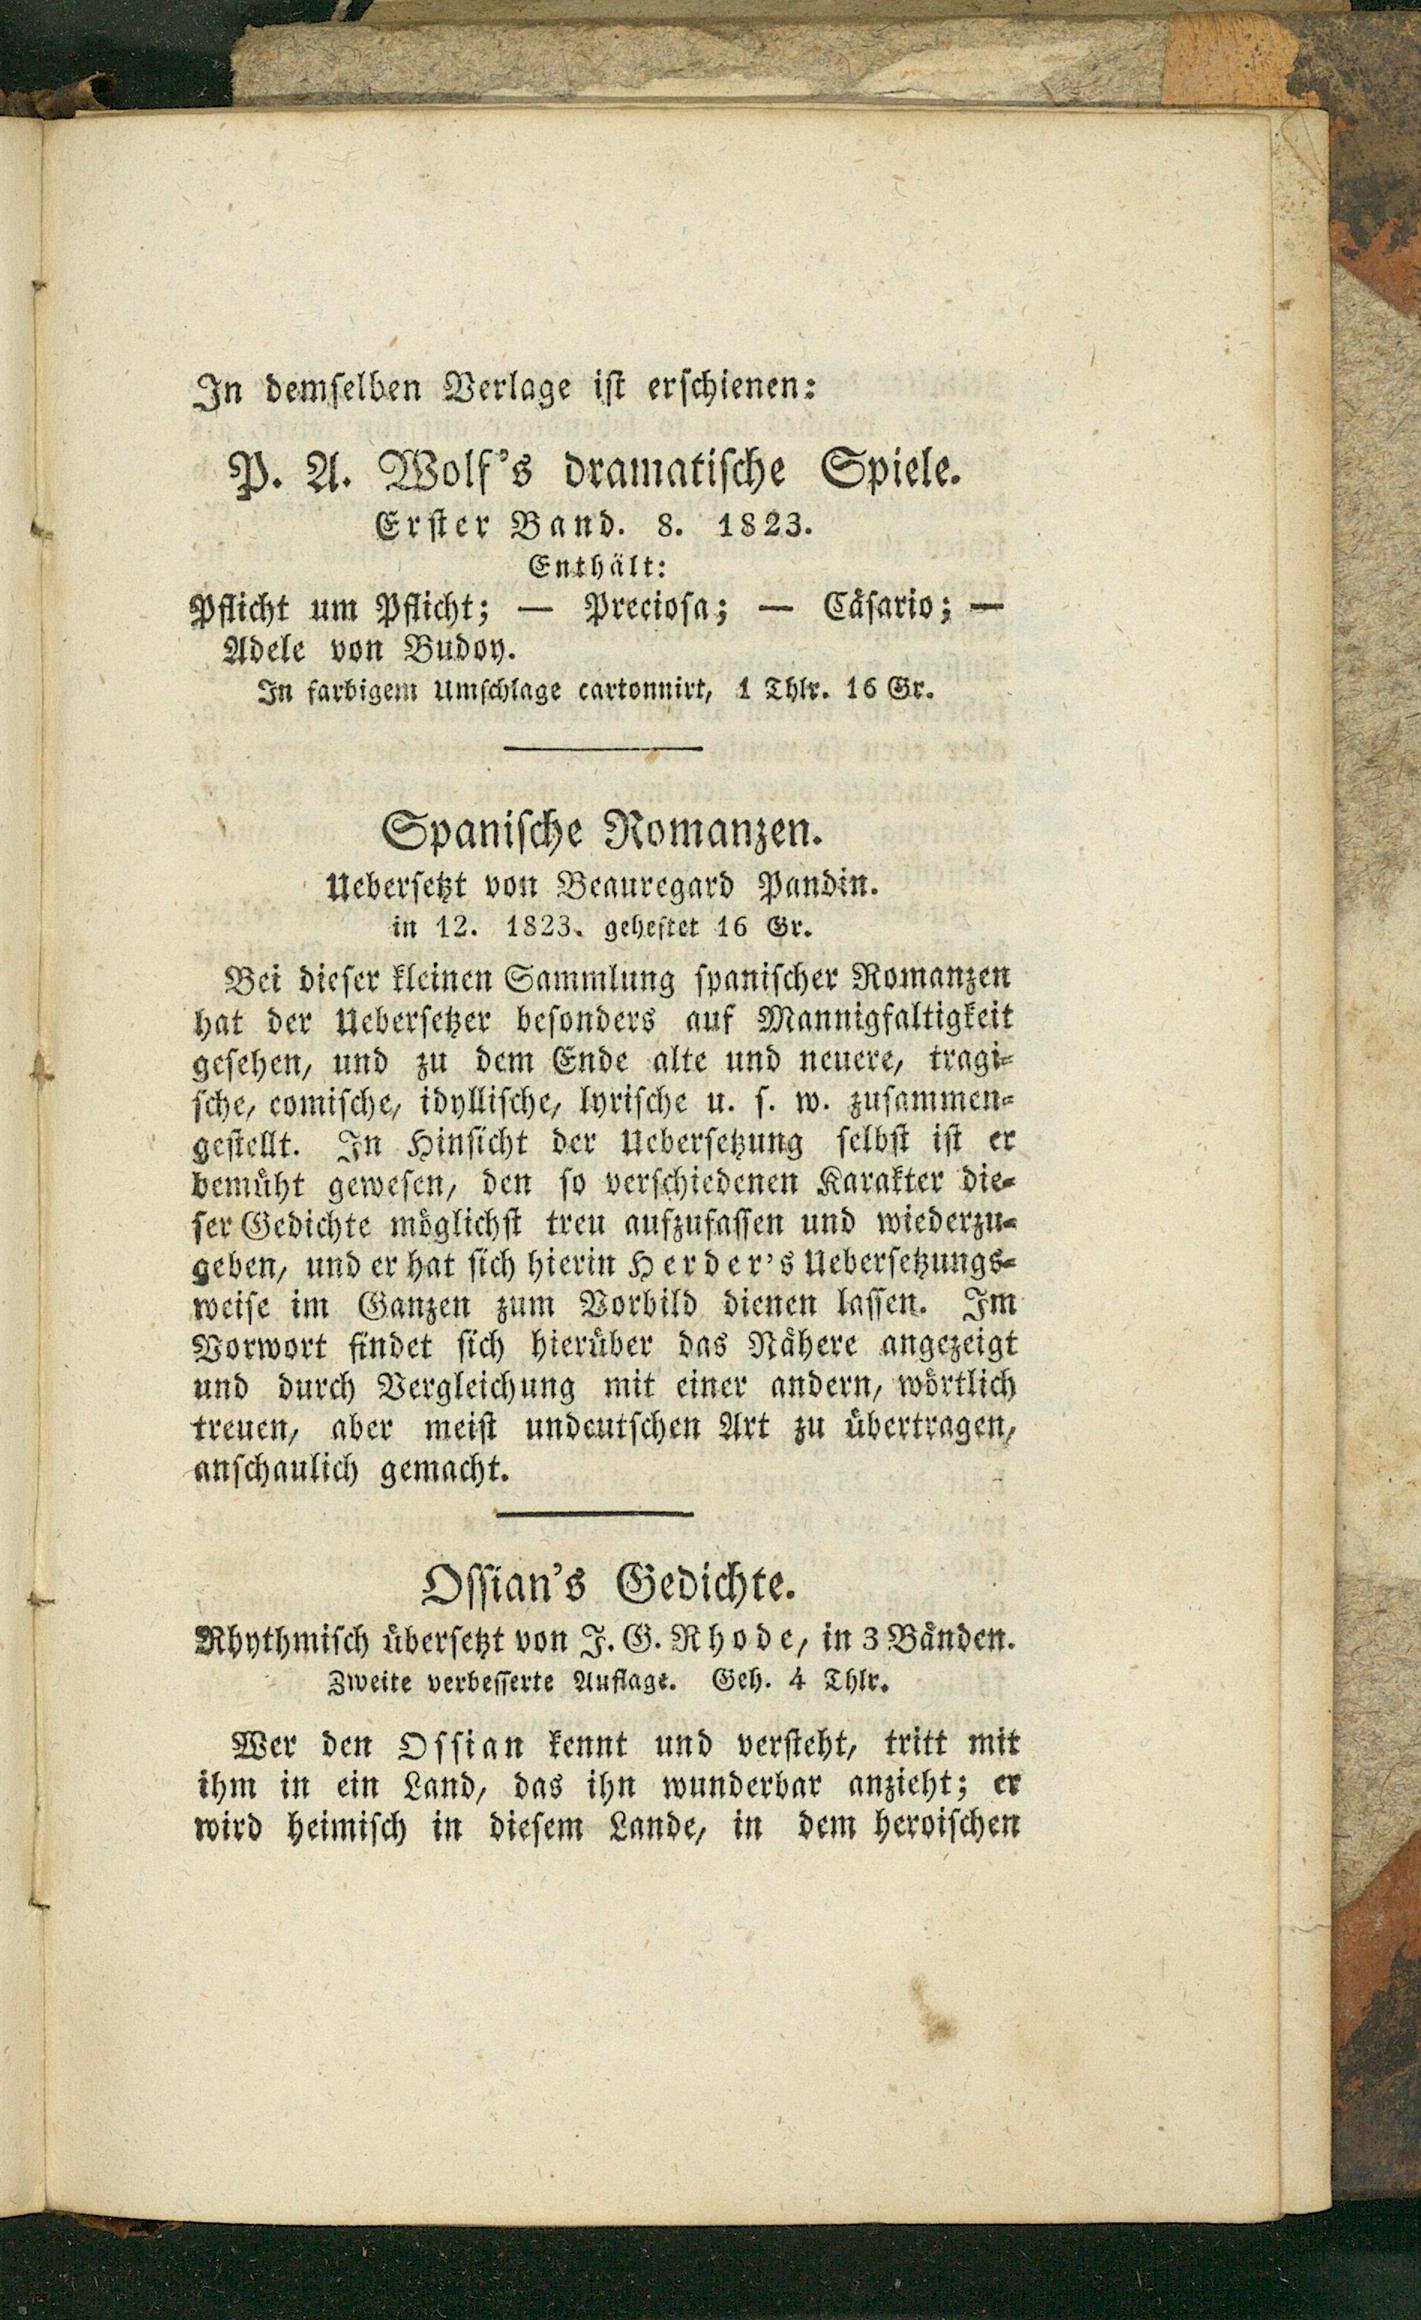 In demselben Verlage ist erschienen:
P. A. Wolf's dramatische Spiele.
Erster Band. 8. 1823.
Enthält:
Pflicht um Pflicht; — Preciosa; — Cäsario; —
Adele von Budoy.
In farbigem Umschlage cartonnirt, 1 Thlr. 16 Gr.
Spanische Romanzen.
Uebersetzt von Beauregard Pandin.
in 12. 1823. geheftet 16 Gr.
Bei dieser kleinen Sammlung spanischer Romanzen
hat der Uebersetzer besonders auf Mannigfaltigkeit
gesehen, und zu dem Ende alte und neuere, tragi-
sche, comische, idyllische, lyrische u. s. w. zusammen-
gestellt. In Hinsicht der Uebersetzung selbst ist er
bemüht gewesen, den so verschiedenen Karakter die-
ser Gedichte möglichst treu aufzufassen und wiederzu-
geben, und er hat sich hierin Herder's Uebersetzungs-
weise im Ganzen zum Vorbild dienen lassen. Im
Vorwort findet sich hierüber das Nähere angezeigt
und durch Vergleichung mit einer andern, wörtlich
treuen, aber meist undeutschen Art zu übertragen,
anschaulich gemacht.
Ossian's Gedichte.
Rhythmisch übersetzt von J. G. Rhode, in 3 Bänden.
Zweite verbesserte Auflage. Geh. 4 Thlr.
Wer den Ossian kennt und versteht, tritt mit
ihm in ein Land, das ihn wunderbar anzieht; er
wird heimisch in diesem Lande, in dem heroischen